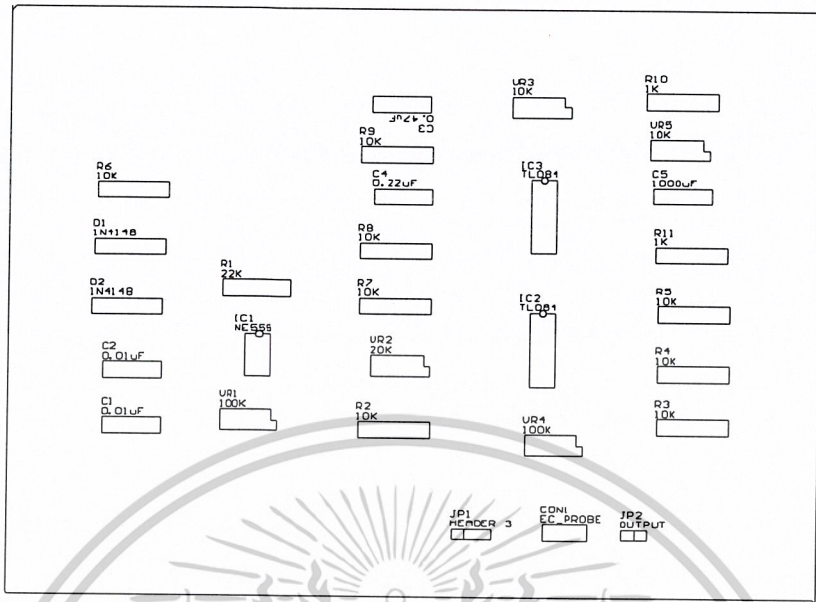 C3
0.47uF
VR3
10K
R10
1K
R9
10K
VR5
10K
R6
10K
C4
0.22uF
IC3
TL084
C5
1000uF
D1
1N4148
R8
10K
R11
1K
R1
22K
D2
1N4148
R7
10K
IC2
TL084
R5
10K
IC1
NE555
C2
0.01uF
VR2
20K
R4
10K
C1
0.01uF
VR1
100K
R2
10K
VR4
100K
R3
10K
JP1
HEADER 3
CON1
EC_PROBE
JP2
OUTPUT